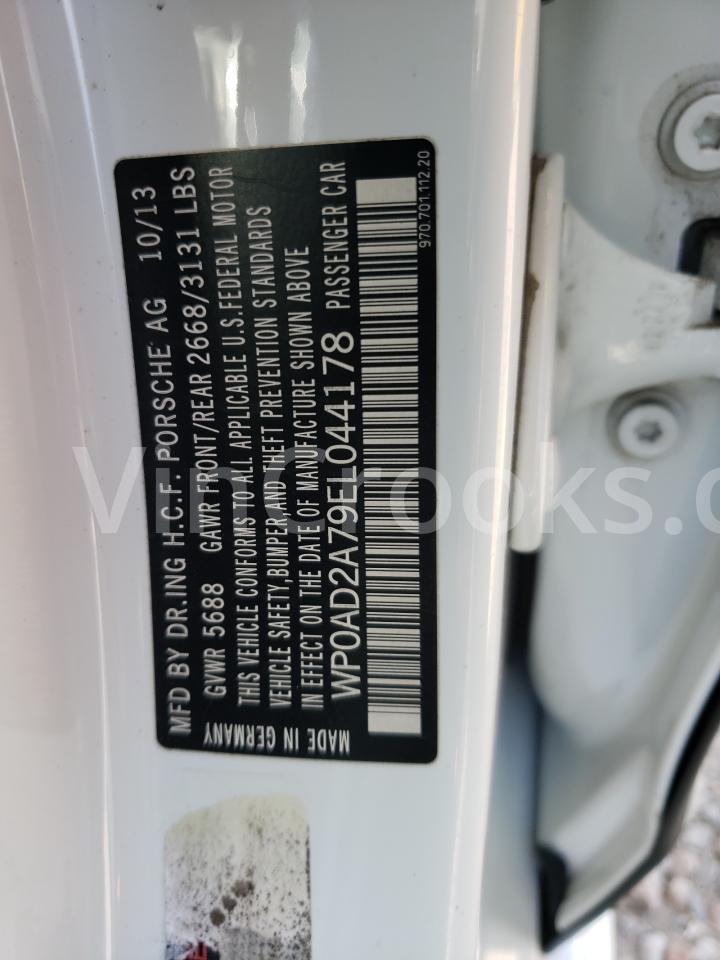 MFD BY DR.ING H.C.F. PORSCHE AG 10/13
GVWR 5688 GAWR FRONT/REAR 2668/3131 LBS
THIS VEHICLE CONFORMS TO ALL APPLICABLE U.S.FEDERAL MOTOR
VEHICLE SAFETY,BUMPER,AND THEFT PREVENTION STANDARDS
IN EFFECT ON THE DATE OF MANUFACTURE SHOWN ABOVE
WP0AD2A79EL044178 PASSENGER CAR
MADE IN GERMANY
970.701.112.20
VinCrooks.c